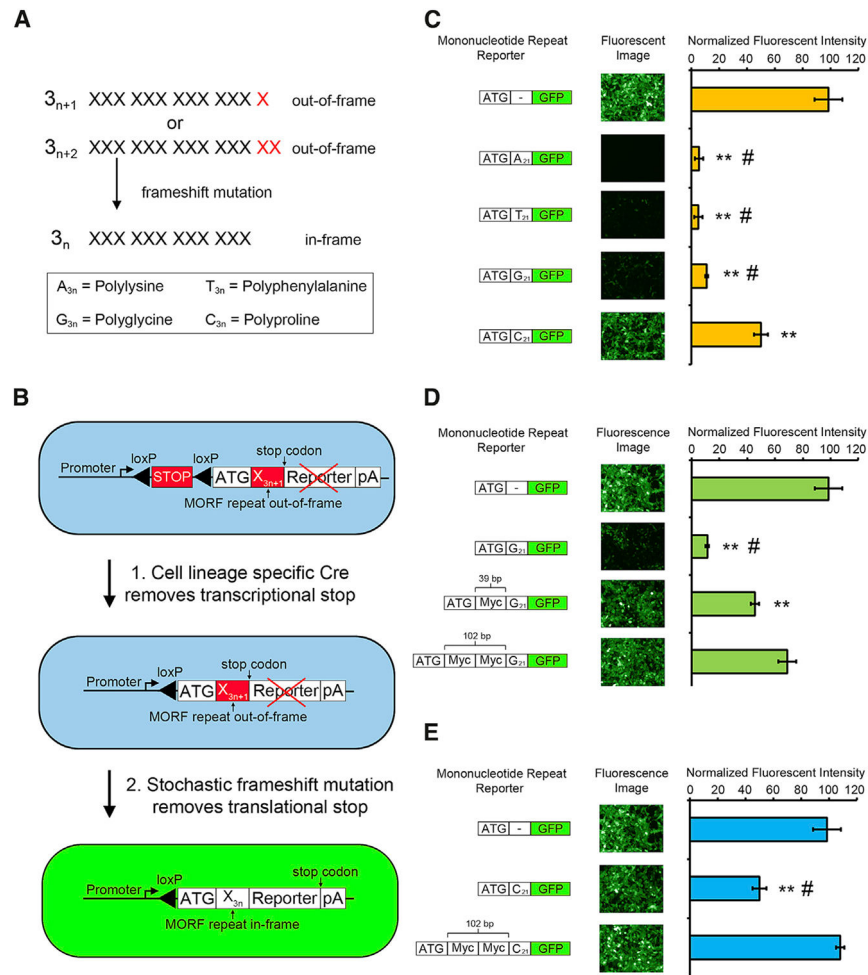 A
3n+1 XXX XXX XXX XXX X out-of-frame
or
3n+2 XXX XXX XXX XXX XX out-of-frame
frameshift mutation
3n XXX XXX XXX XXX in-frame
A3n = Polylysine T3n = Polyphenylalanine
G3n = Polyglycine C3n = Polyproline
B
stop codon
loxP loxP
Promoter STOP ATG X3n+1 Reporter pA
MORF repeat out-of-frame
1. Cell lineage specific Cre
removes transcriptional stop
stop codon
loxP
Promoter ATG X3n+1 Reporter pA
MORF repeat out-of-frame
2. Stochastic frameshift mutation
removes translational stop
stop codon
loxP
Promoter ATG X3n Reporter pA
MORF repeat in-frame
C
Mononucleotide Repeat Fluorescent Normalized Fluorescent Intensity
Reporter Image 0 20 40 60 80 100
ATG - GFP
ATG A21 GFP ** #
ATG T21 GFP ** #
ATG G21 GFP ** #
ATG C21 GFP **
D
Mononucleotide Repeat Fluorescence Normalized Fluorescent Intensity
Reporter Image 0 20 40 60 80 100 120
ATG - GFP
ATG G21 GFP ** #
39 bp
ATG Myc G21 GFP **
102 bp
ATG Myc Myc G21 GFP
E
Mononucleotide Repeat Fluorescence Normalized Fluorescent Intensity
Reporter Image 0 20 40 60 80 100 120
ATG - GFP
ATG C21 GFP ** #
102 bp
ATG Myc Myc C21 GFP